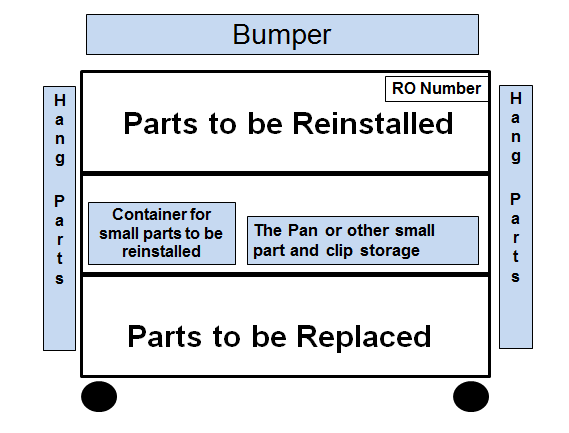 Bumper
RO Number
Parts to be Reinstalled
Hang Parts
Container for
small parts to be
reinstalled
The Pan or other small
part and clip storage
Hang Parts
Parts to be Replaced